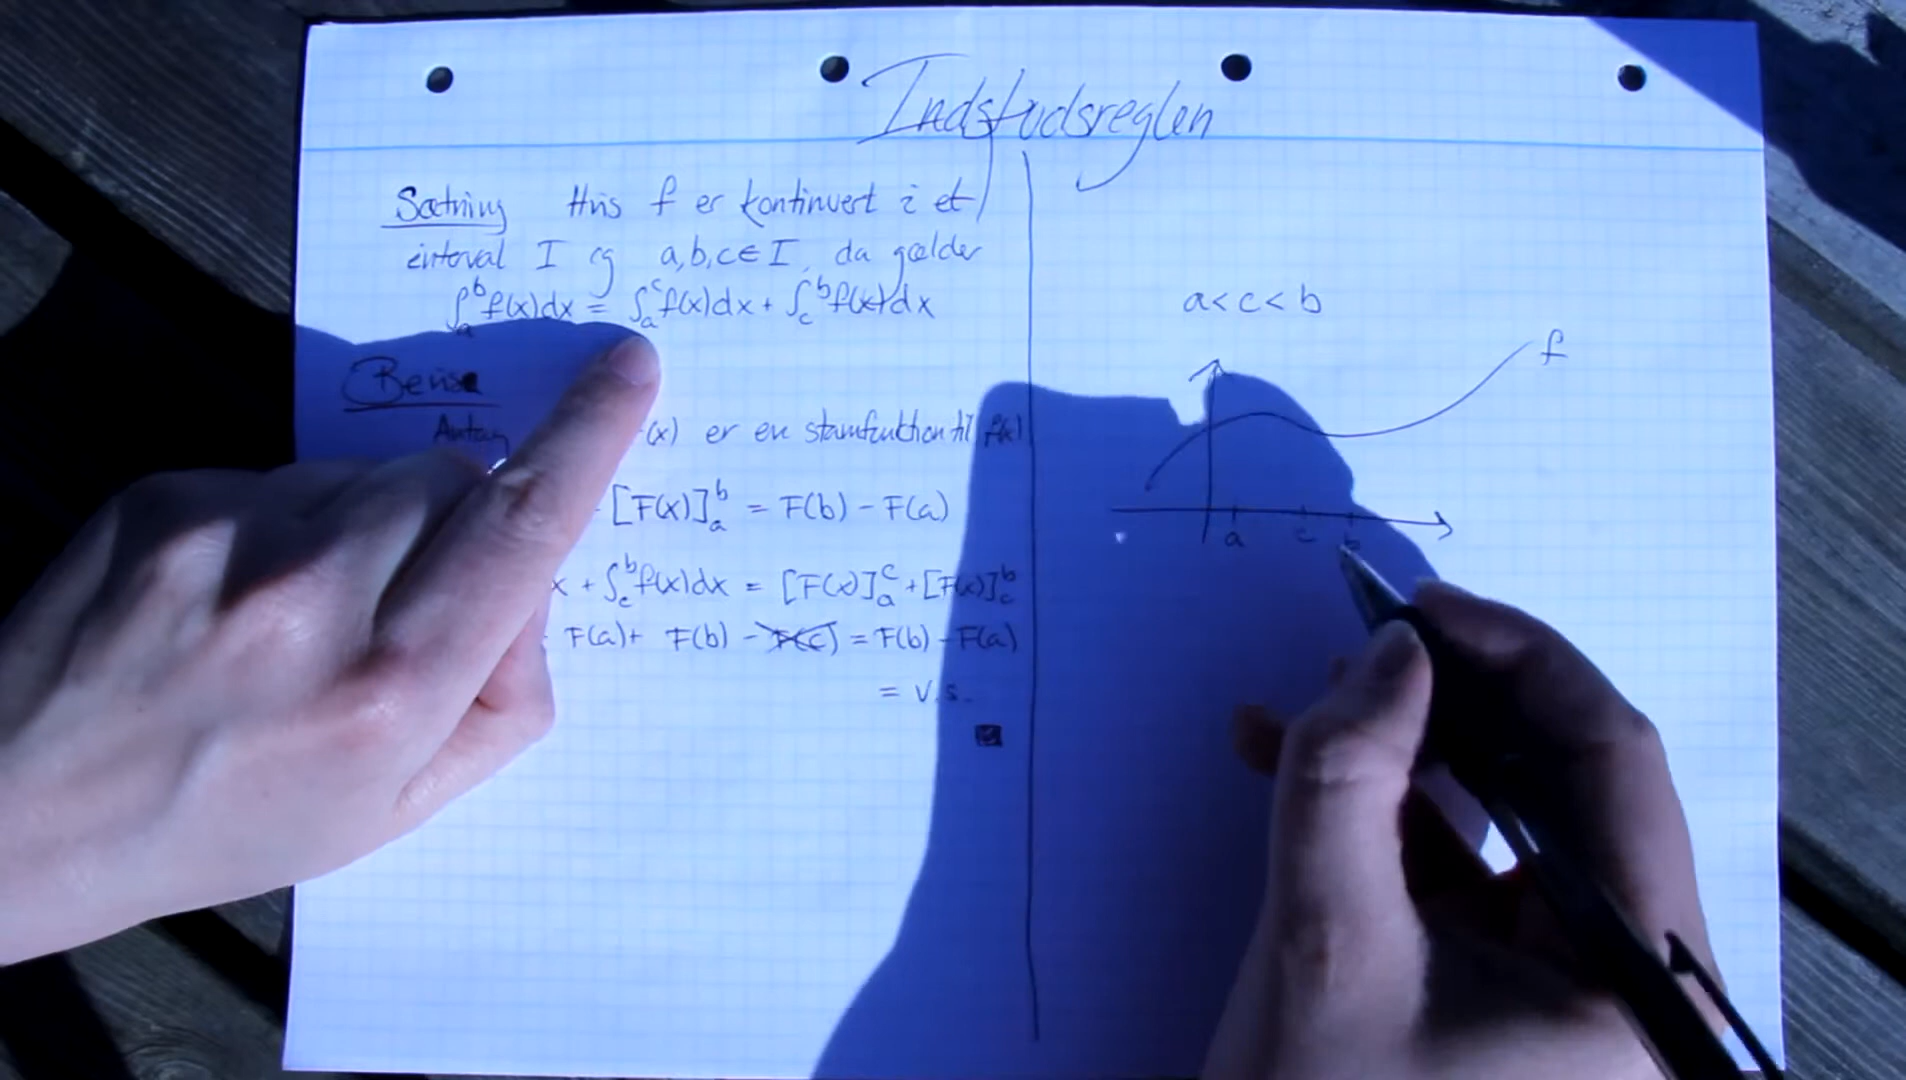 Indskudsreglen
Sætning Hvis f er kontinuert i et
interval I og a,b,c∈I, da gælder
∫_a^b f(x)dx = ∫_a^c f(x)dx + ∫_c^b f(x)dx
Bevis
Antag (x) er en stamfunktion til f(x)
[F(x)]_a^b = F(b) - F(a)
x + ∫_c^b f(x)dx = [F(x)]_a^c + [F(x)]_c^b
F(a) + F(b) - F(c) = F(b) - F(a)
= v.s.
a < c < b
f
a c b